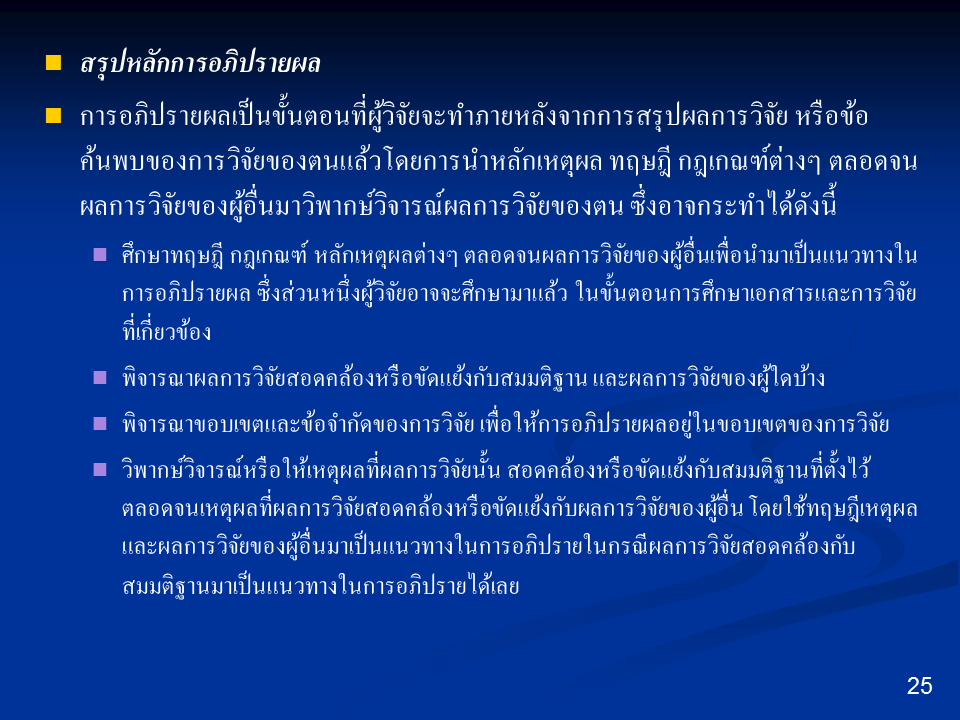 สรุปหลักการอภิปรายผล
การอภิปรายผลเป็นขั้นตอนที่ผู้วิจัยจะทำภายหลังจากการสรุปผลการวิจัย หรือข้อ
ค้นพบของการวิจัยของตนแล้วโดยการนำหลักเหตุผล ทฤษฎี กฎเกณฑ์ต่างๆ ตลอดจน
ผลการวิจัยของผู้อื่นมาวิพากษ์วิจารณ์ผลการวิจัยของตน ซึ่งอาจกระทำได้ดังนี้
ศึกษาทฤษฎี กฎเกณฑ์ หลักเหตุผลต่างๆ ตลอดจนผลการวิจัยของผู้อื่นเพื่อนำมาเป็นแนวทางใน
การอภิปรายผล ซึ่งส่วนหนึ่งผู้วิจัยอาจจะศึกษามาแล้ว ในขั้นตอนการศึกษาเอกสารและการวิจัย
ที่เกี่ยวข้อง
พิจารณาผลการวิจัยสอดคล้องหรือขัดแย้งกับสมมติฐาน และผลการวิจัยของผู้ใดบ้าง
พิจารณาขอบเขตและข้อจำกัดของการวิจัย เพื่อให้การอภิปรายผลอยู่ในขอบเขตของการวิจัย
วิพากษ์วิจารณ์หรือให้เหตุผลที่ผลการวิจัยนั้น สอดคล้องหรือขัดแย้งกับสมมติฐานที่ตั้งไว้
ตลอดจนเหตุผลที่ผลการวิจัยสอดคล้องหรือขัดแย้งกับผลการวิจัยของผู้อื่น โดยใช้ทฤษฎีเหตุผล
และผลการวิจัยของผู้อื่นมาเป็นแนวทางในการอภิปรายในกรณีผลการวิจัยสอดคล้องกับ
สมมติฐานมาเป็นแนวทางในการอภิปรายได้เลย
25